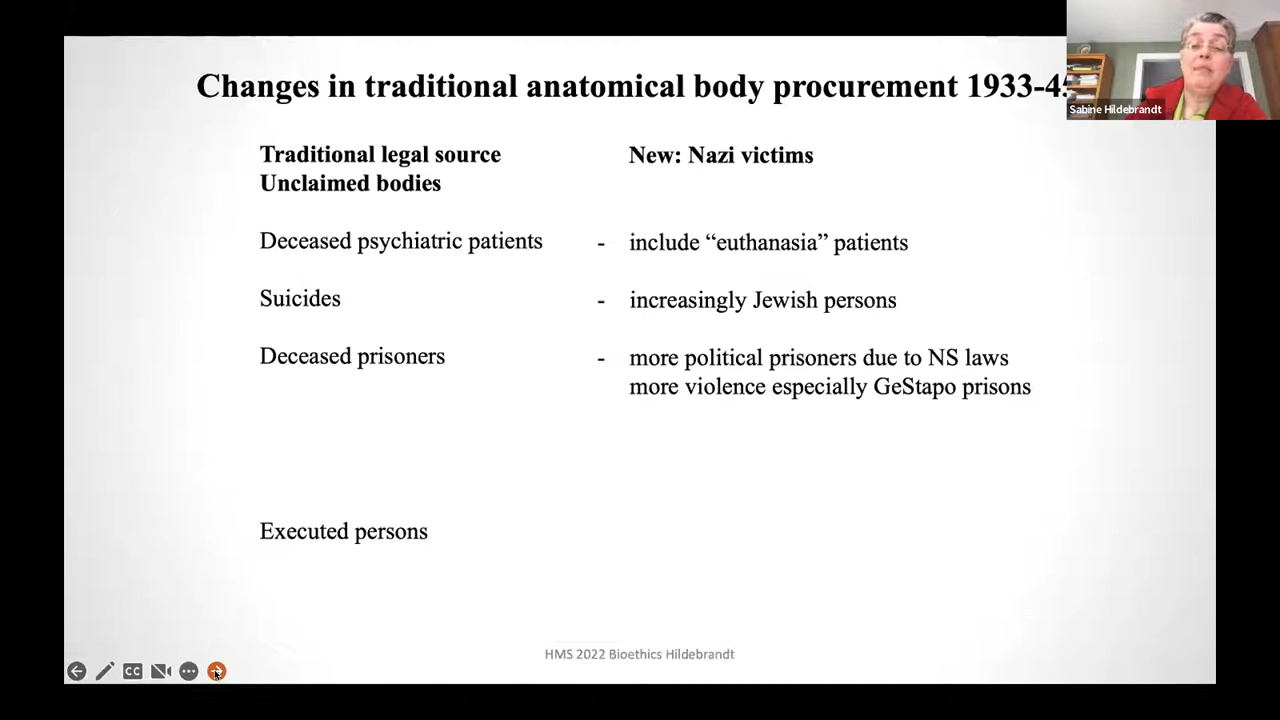 Changes in traditional anatomical body procurement 1933-45
Sabine Hildebrandt
Traditional legal source
New: Nazi victims
Unclaimed bodies
Deceased psychiatric patients - include “euthanasia” patients
Suicides - increasingly Jewish persons
Deceased prisoners - more political prisoners due to NS laws
more violence especially GeStapo prisons
Executed persons
HMS 2022 Bioethics Hildebrandt
CC